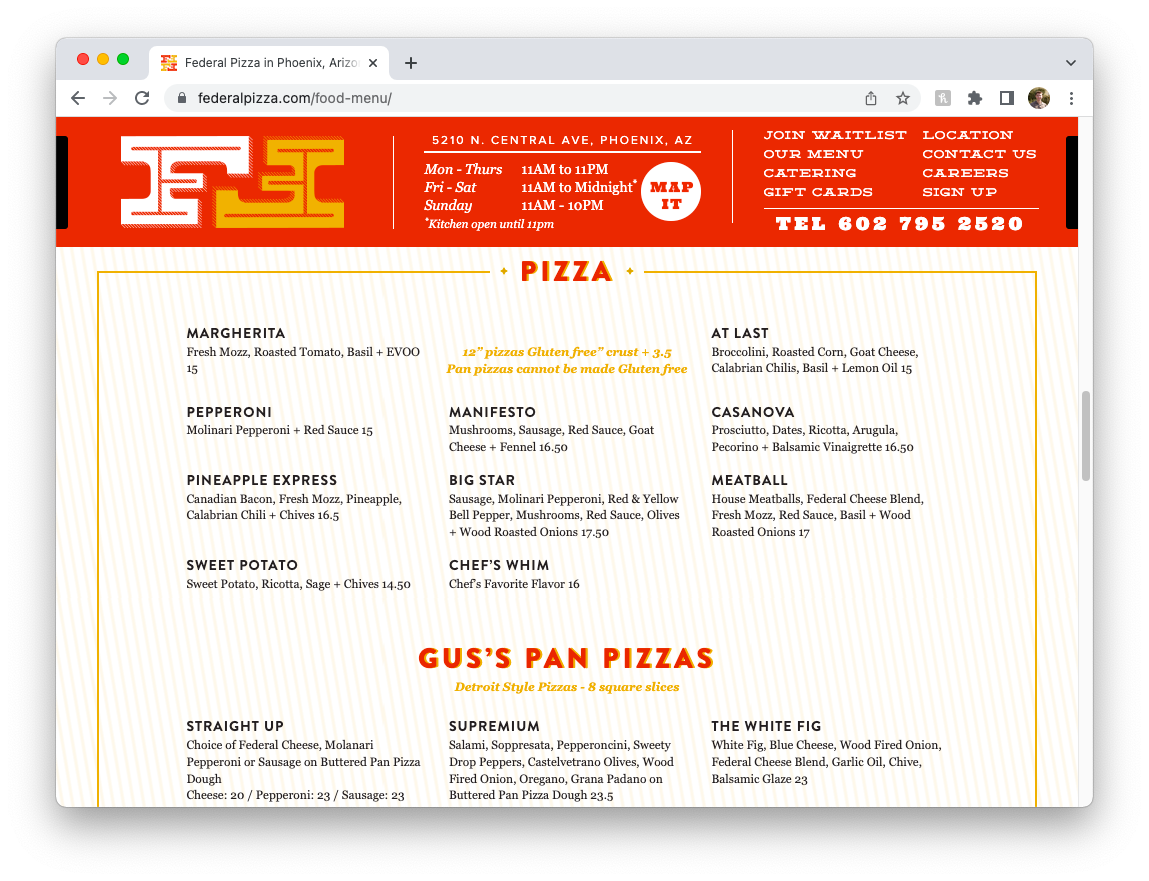 Federal Pizza in Phoenix, Arizo
federalpizza.com/food-menu/
5210 N. CENTRAL AVE, PHOENIX, AZ
Mon - Thurs 11AM to 11PM
Fri - Sat 11AM to Midnight*
Sunday 11AM - 10PM
*Kitchen open until 11pm
MAP
IT
JOIN WAITLIST LOCATION
OUR MENU CONTACT US
CATERING CAREERS
GIFT CARDS SIGN UP
TEL 602 795 2520
PIZZA
MARGHERITA
Fresh Mozz, Roasted Tomato, Basil + EVOO
15
12” pizzas Gluten free” crust + 3.5
Pan pizzas cannot be made Gluten free
AT LAST
Broccolini, Roasted Corn, Goat Cheese,
Calabrian Chilis, Basil + Lemon Oil 15
PEPPERONI
Molinari Pepperoni + Red Sauce 15
MANIFESTO
Mushrooms, Sausage, Red Sauce, Goat
Cheese + Fennel 16.50
CASANOVA
Prosciutto, Dates, Ricotta, Arugula,
Pecorino + Balsamic Vinaigrette 16.50
PINEAPPLE EXPRESS
Canadian Bacon, Fresh Mozz, Pineapple,
Calabrian Chili + Chives 16.5
BIG STAR
Sausage, Molinari Pepperoni, Red & Yellow
Bell Pepper, Mushrooms, Red Sauce, Olives
+ Wood Roasted Onions 17.50
MEATBALL
House Meatballs, Federal Cheese Blend,
Fresh Mozz, Red Sauce, Basil + Wood
Roasted Onions 17
SWEET POTATO
Sweet Potato, Ricotta, Sage + Chives 14.50
CHEF’S WHIM
Chef’s Favorite Flavor 16
GUS’S PAN PIZZAS
Detroit Style Pizzas - 8 square slices
STRAIGHT UP
Choice of Federal Cheese, Molanari
Pepperoni or Sausage on Buttered Pan Pizza
Dough
Cheese: 20 / Pepperoni: 23 / Sausage: 23
SUPREMIUM
Salami, Soppresata, Pepperoncini, Sweety
Drop Peppers, Castelvetrano Olives, Wood
Fired Onion, Oregano, Grana Padano on
Buttered Pan Pizza Dough 23.5
THE WHITE FIG
White Fig, Blue Cheese, Wood Fired Onion,
Federal Cheese Blend, Garlic Oil, Chive,
Balsamic Glaze 23